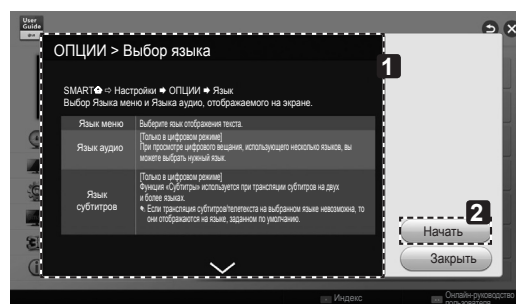 User
Guide
ОПЦИИ > Выбор языка
1
SMART ⇨ Настройки ➡ ОПЦИИ ➡ Язык
Выбор Языка меню и Языка аудио, отображаемого на экране.
Язык меню Выберите язык отображения текста.
Язык аудио [Только в цифровом режиме]
При просмотре цифрового вещания, использующего несколько языков, вы
можете выбрать нужный язык.
Язык субтитров [Только в цифровом режиме]
Функция «Субтитры» используется при трансляции субтитров на двух
и более языках.
Если трансляция субтитров/телетекста на выбранном языке невозможна, то
они отображаются на языке, заданном по умолчанию.
2
Начать
Закрыть
Индекс
Онлайн-руководство
пользователя